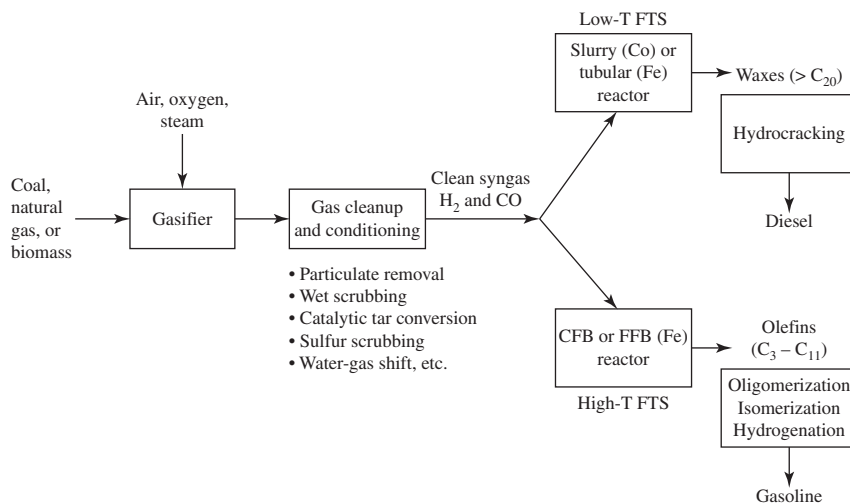 Low-T FTS
Slurry (Co) or
tubular (Fe)
reactor
Waxes (> C20)
Hydrocracking
Diesel
Air, oxygen,
steam
Coal,
natural
gas, or
biomass
Gasifier
Gas cleanup
and conditioning
• Particulate removal
• Wet scrubbing
• Catalytic tar conversion
• Sulfur scrubbing
• Water-gas shift, etc.
Clean syngas
H2 and CO
CFB or FFB (Fe)
reactor
High-T FTS
Olefins
(C3 – C11)
Oligomerization
Isomerization
Hydrogenation
Gasoline